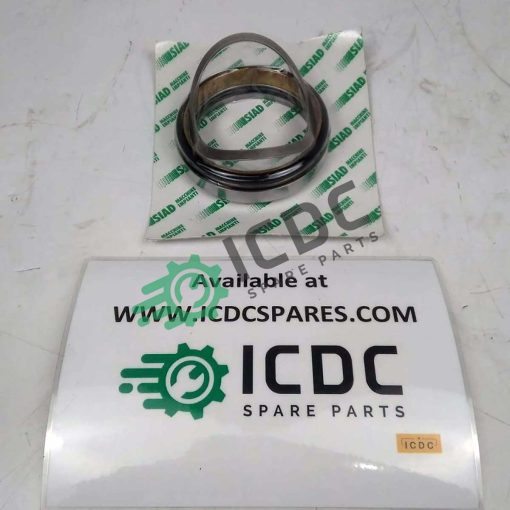 SIAD MACCHINE IMPIANTI
ICDC
SPARE PARTS
Available at
WWW.ICDCSPARES.COM
ICDC
SPARE PARTS
ICDC